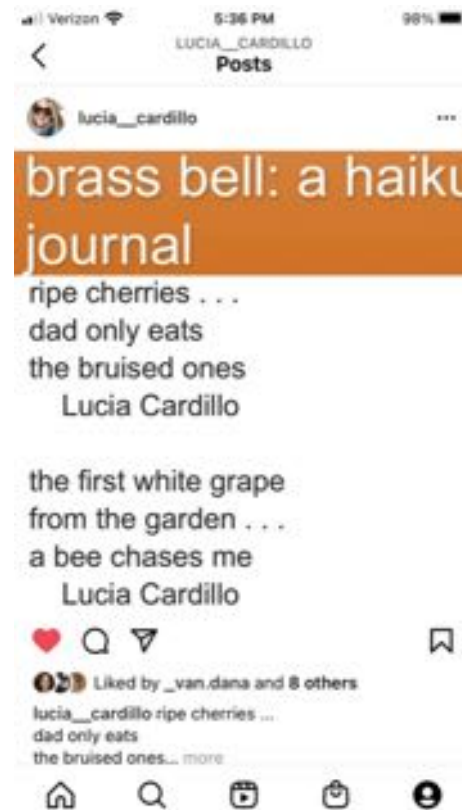 Verizon 5:36 PM 98%
LUCIA__CARDILLO
Posts
lucia__cardillo
brass bell: a haiku
journal
ripe cherries . . .
dad only eats
the bruised ones
Lucia Cardillo
the first white grape
from the garden . . .
a bee chases me
Lucia Cardillo
Liked by _van.dana and 8 others
lucia__cardillo ripe cherries ...
dad only eats
the bruised ones... more